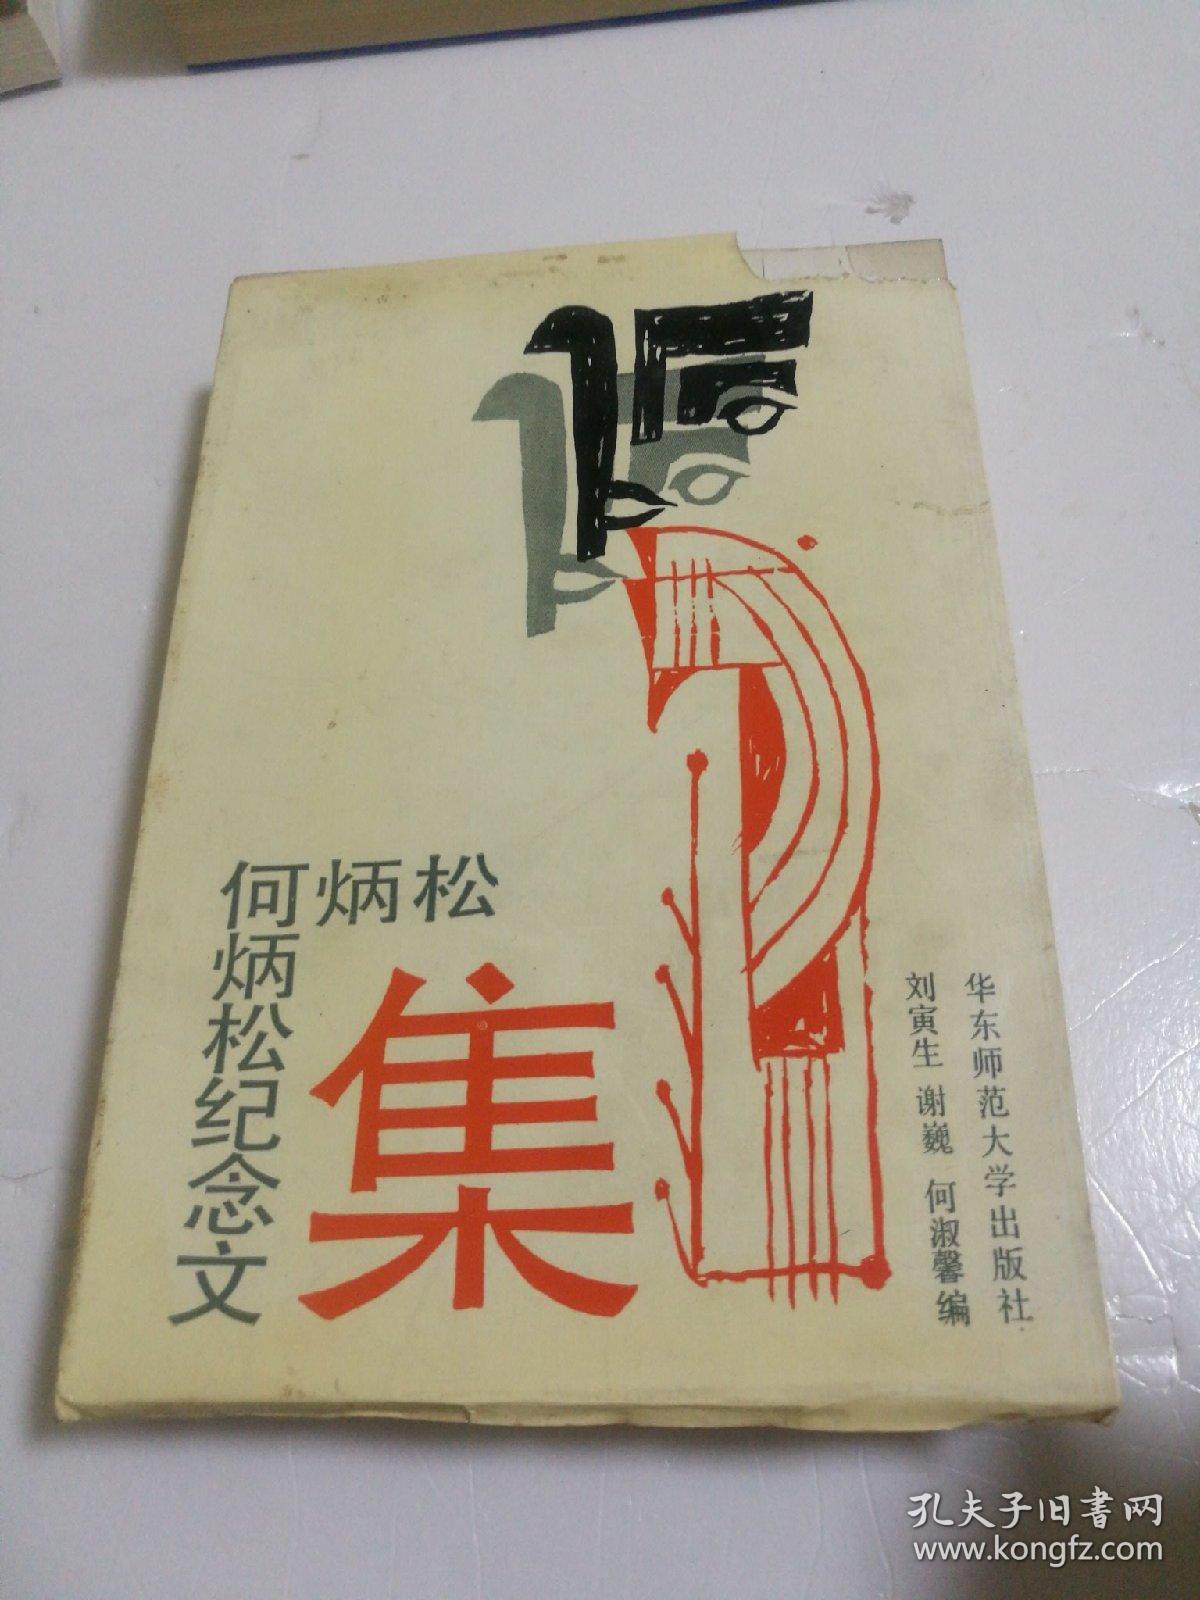 何炳松
何炳松纪念文
集
刘寅生 谢巍 何淑馨编
华东师范大学出版社
孔夫子旧书网
www.kongfz.com